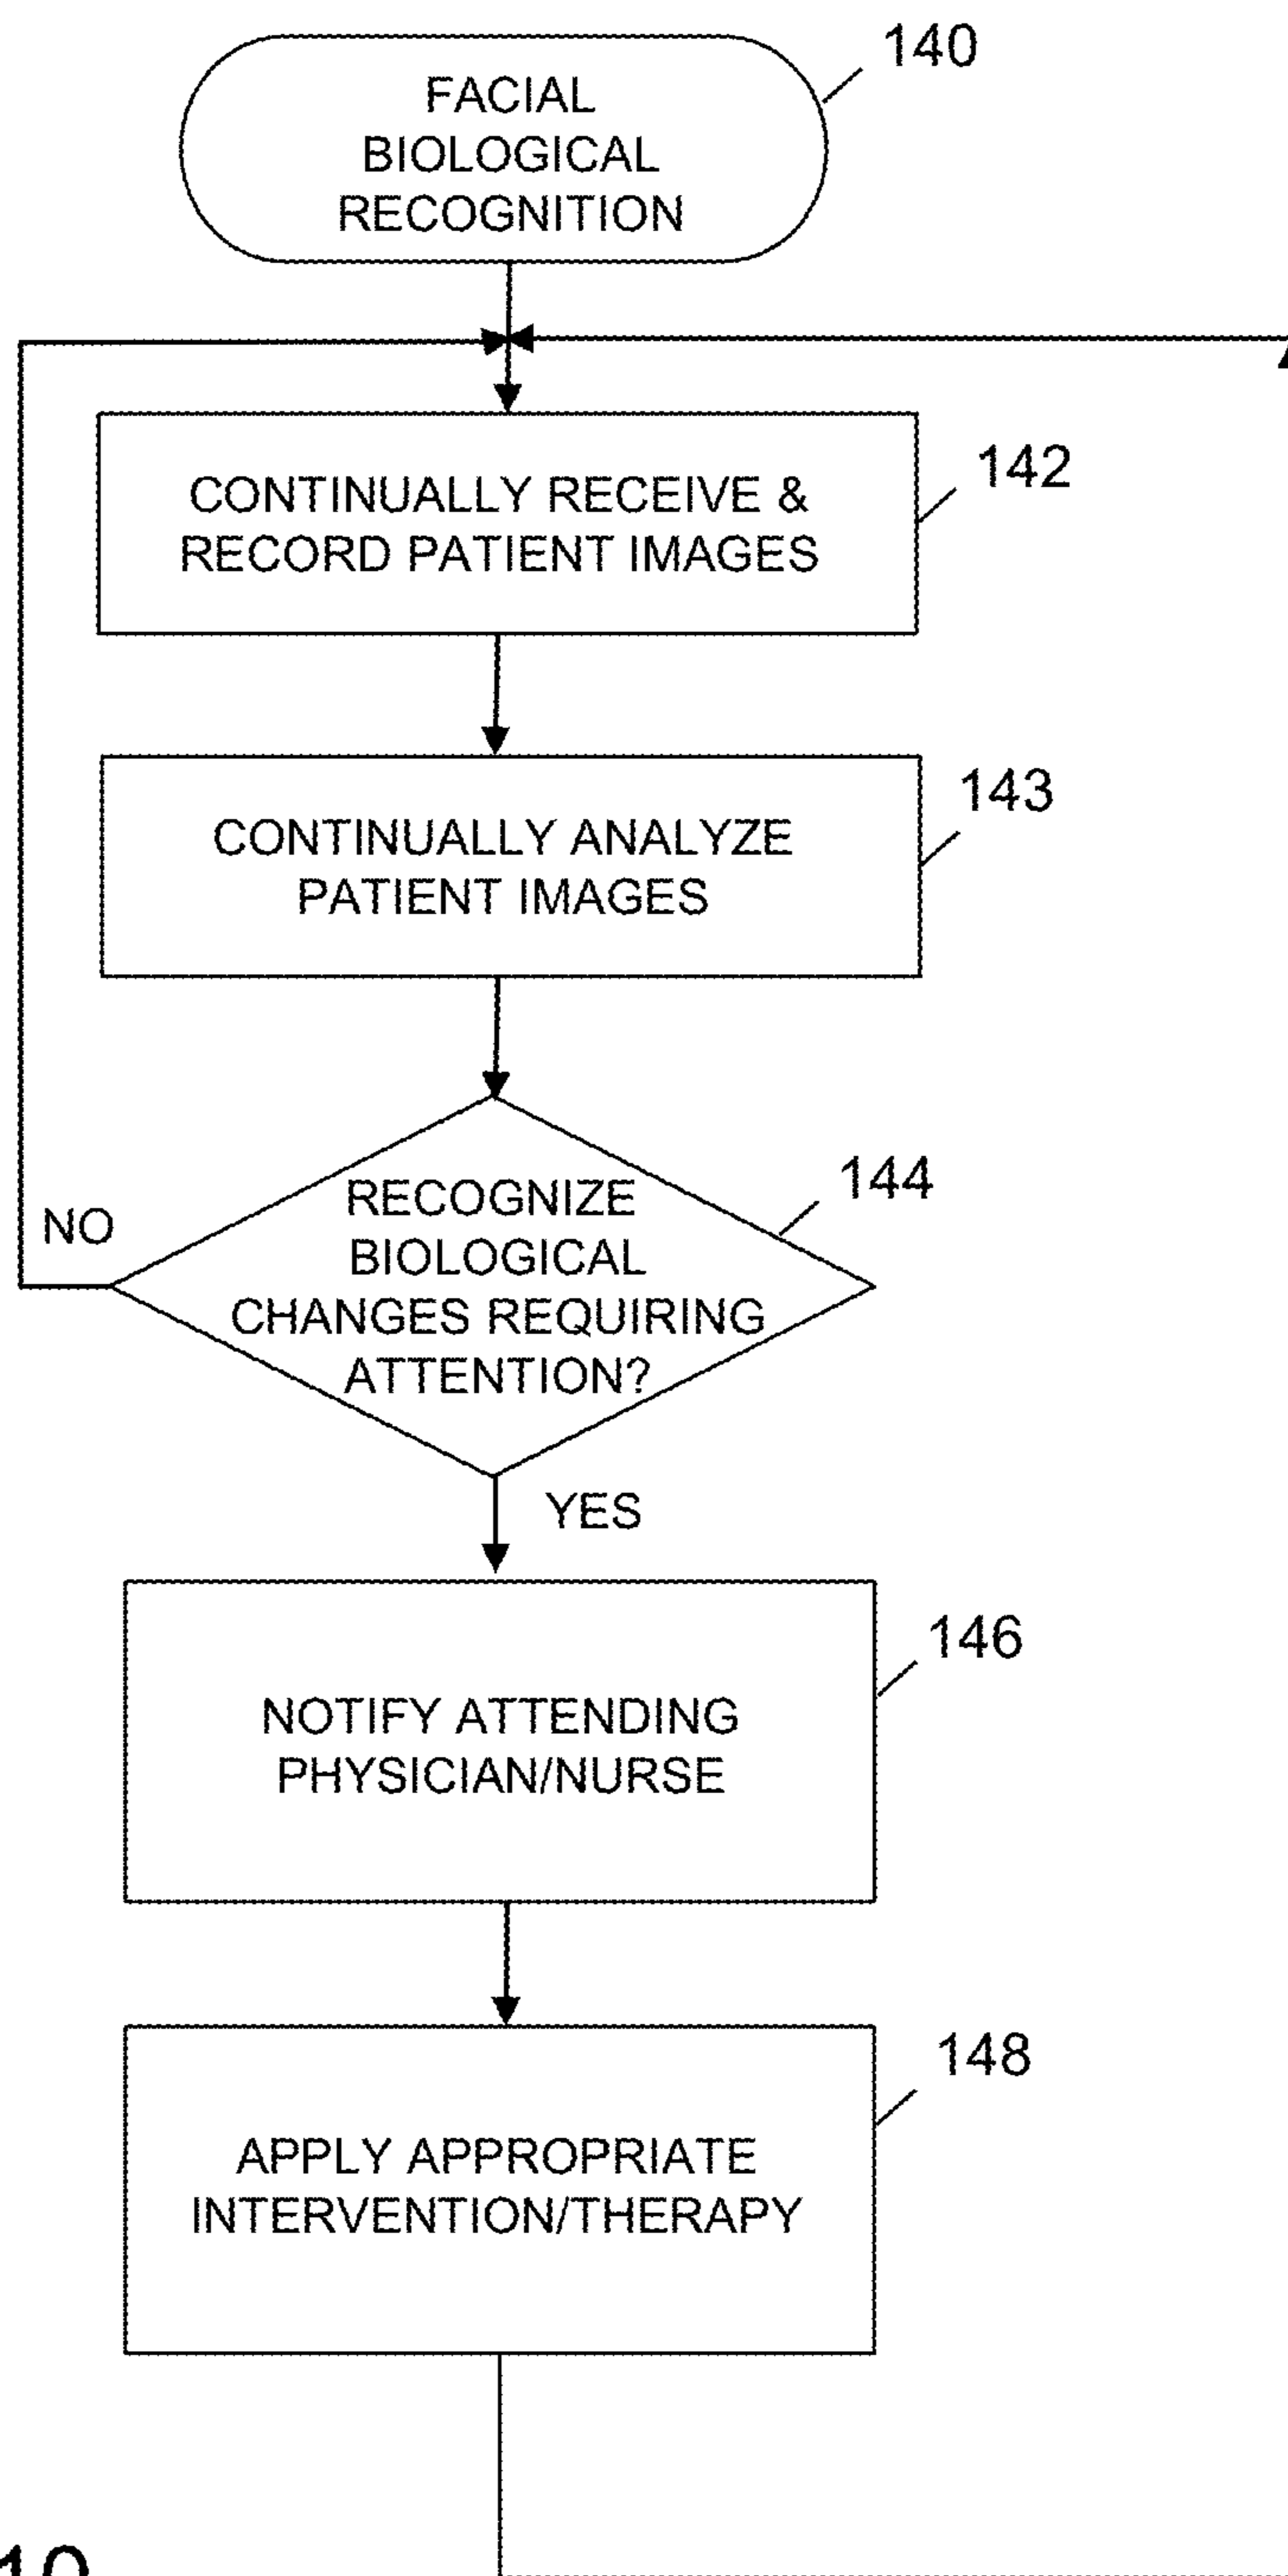 140
FACIAL
BIOLOGICAL
RECOGNITION
CONTINUALLY RECEIVE &
RECORD PATIENT IMAGES
142
CONTINUALLY ANALYZE
PATIENT IMAGES
143
RECOGNIZE
BIOLOGICAL
CHANGES REQUIRING
ATTENTION?
144
NO
YES
NOTIFY ATTENDING
PHYSICIAN/NURSE
146
APPLY APPROPRIATE
INTERVENTION/THERAPY
148